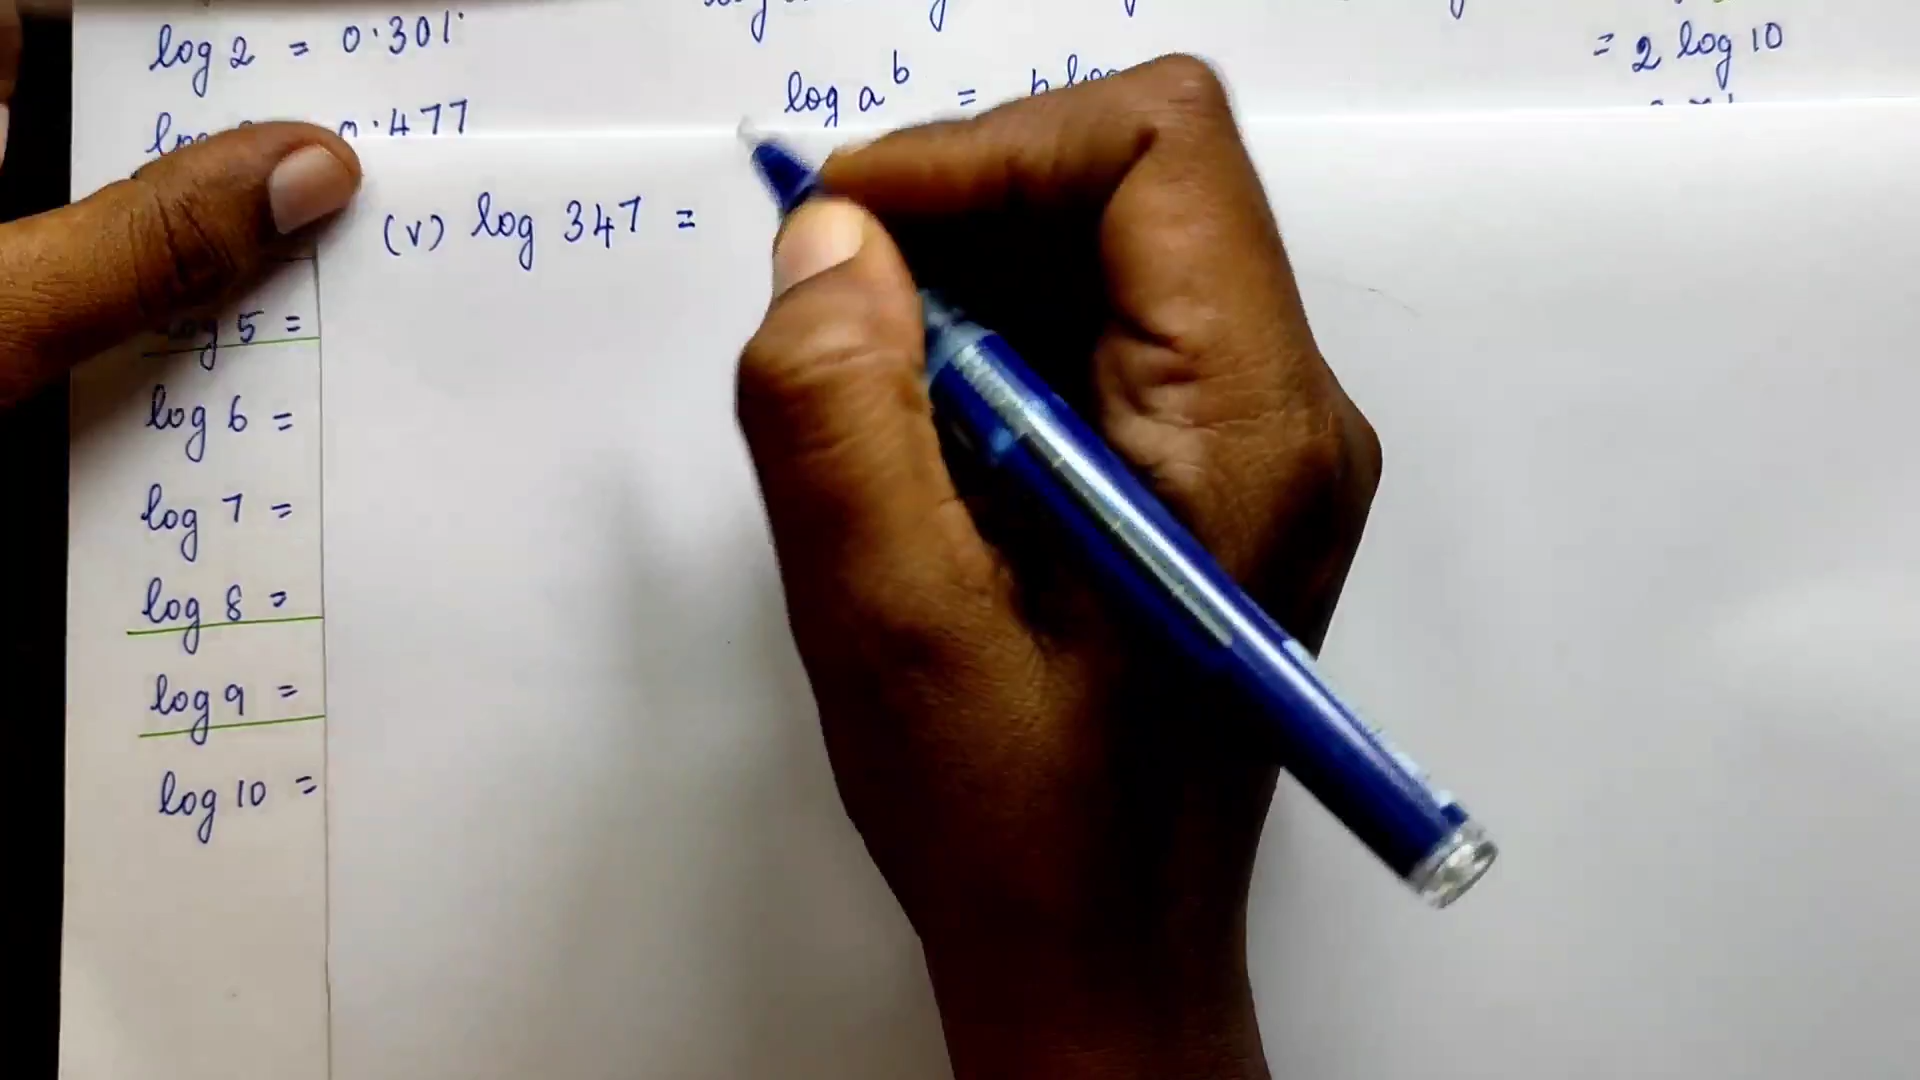 log 2 = 0.301
0.477
log a^b =
= 2 log 10
(v) log 347 =
log 5 =
log 6 =
log 7 =
log 8 =
log 9 =
log 10 =